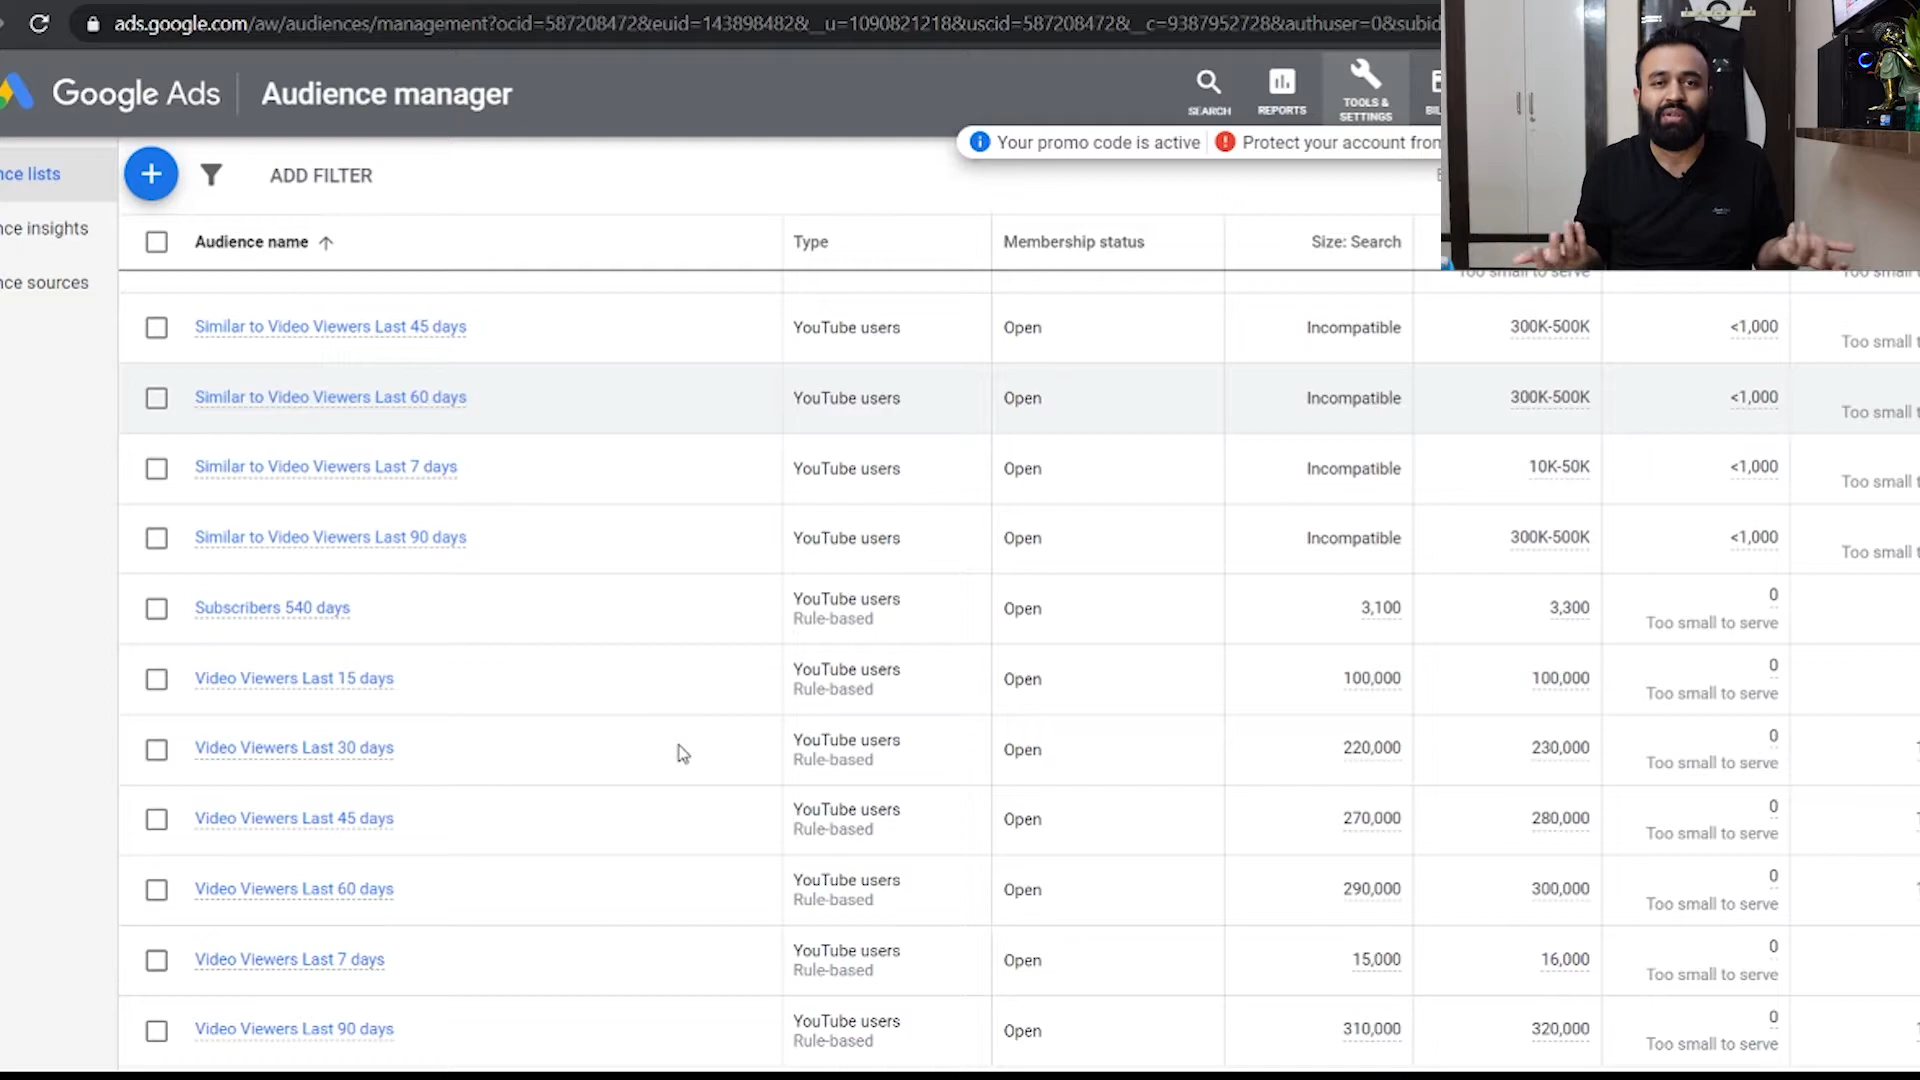 ads.google.com/aw/audiences/management?ocid=587208472&euid=143898482&__u=1090821218&uscid=587208472&__c=9387952728&authuser=0&subid
Google Ads Audience manager
SEARCH REPORTS TOOLS & SETTINGS
Your promo code is active Protect your account from
nce lists
nce insights
nce sources
ADD FILTER
Audience name Type Membership status Size: Search
Too small to serve
Similar to Video Viewers Last 45 days YouTube users Open Incompatible 300K-500K <1,000 Too small
Similar to Video Viewers Last 60 days YouTube users Open Incompatible 300K-500K <1,000 Too small
Similar to Video Viewers Last 7 days YouTube users Open Incompatible 10K-50K <1,000 Too small
Similar to Video Viewers Last 90 days YouTube users Open Incompatible 300K-500K <1,000 Too small
Subscribers 540 days YouTube users Rule-based Open 3,100 3,300 0 Too small to serve
Video Viewers Last 15 days YouTube users Rule-based Open 100,000 100,000 0 Too small to serve
Video Viewers Last 30 days YouTube users Rule-based Open 220,000 230,000 0 Too small to serve
Video Viewers Last 45 days YouTube users Rule-based Open 270,000 280,000 0 Too small to serve
Video Viewers Last 60 days YouTube users Rule-based Open 290,000 300,000 0 Too small to serve
Video Viewers Last 7 days YouTube users Rule-based Open 15,000 16,000 0 Too small to serve
Video Viewers Last 90 days YouTube users Rule-based Open 310,000 320,000 0 Too small to serve